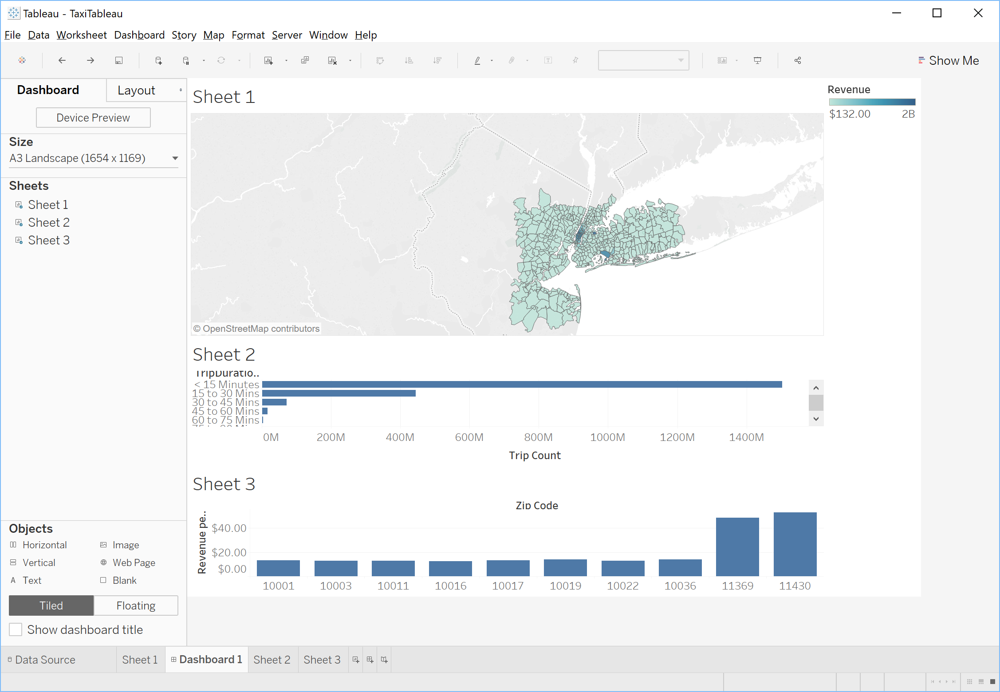 Tableau - TaxiTableau
File Data Worksheet Dashboard Story Map Format Server Window Help
Show Me
Dashboard
Layout
Device Preview
Size
A3 Landscape (1654 x 1169)
Sheets
Sheet 1
Sheet 2
Sheet 3
Objects
Horizontal
Image
Vertical
Web Page
A Text
Blank
Tiled
Floating
Show dashboard title
Sheet 1
© OpenStreetMap contributors
Revenue
$132.00 2B
Sheet 2
TripDuratio..
< 15 Minutes
15 to 30 Mins
30 to 45 Mins
45 to 60 Mins
60 to 75 Mins
0M 200M 400M 600M 800M 1000M 1200M 1400M
Trip Count
Sheet 3
Zip Code
Revenue pe..
$40.00
$20.00
$0.00
10001 10003 10011 10016 10017 10019 10022 10036 11369 11430
Data Source
Sheet 1
Dashboard 1
Sheet 2
Sheet 3